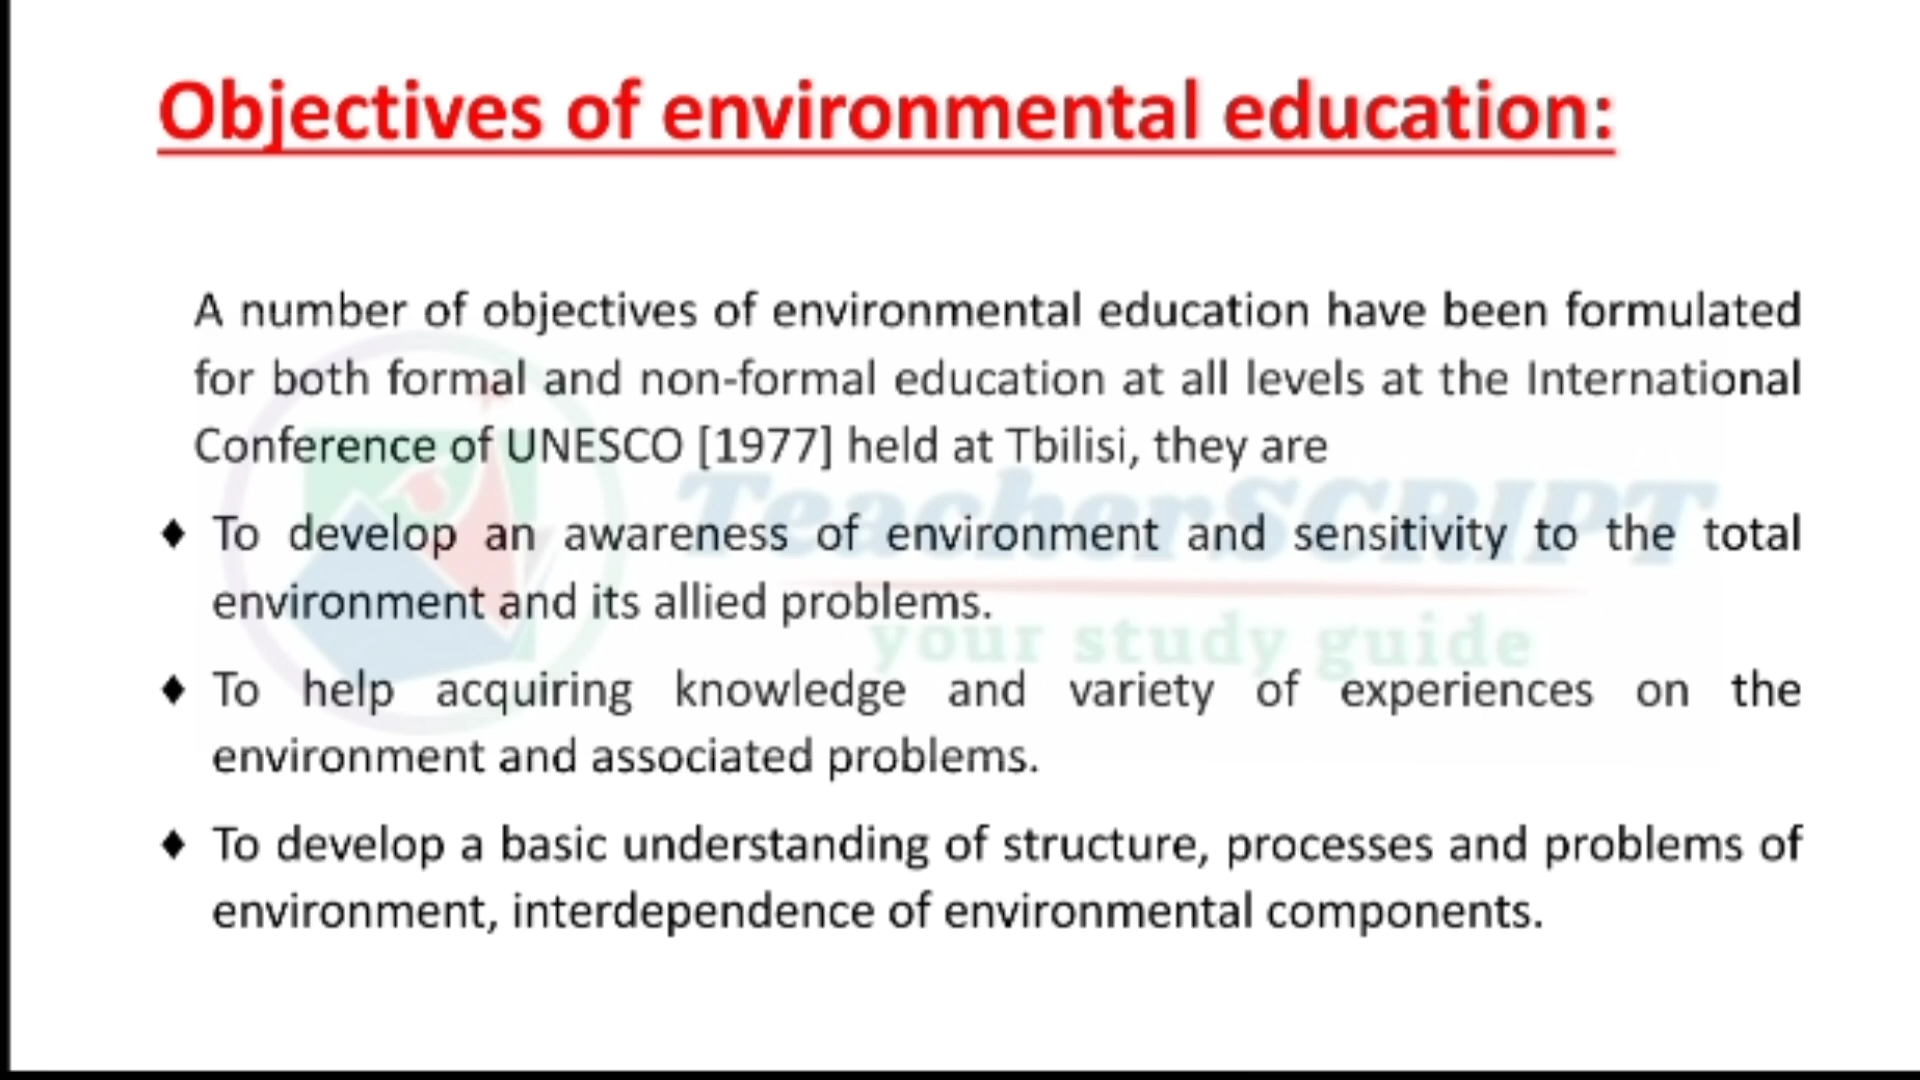 Objectives of environmental education:
A number of objectives of environmental education have been formulated
for both formal and non-formal education at all levels at the International
Conference of UNESCO [1977] held at Tbilisi, they are
TeacherSCRIPT
♦ To develop an awareness of environment and sensitivity to the total
environment and its allied problems.
your study guide
♦ To help acquiring knowledge and variety of experiences on the
environment and associated problems.
♦ To develop a basic understanding of structure, processes and problems of
environment, interdependence of environmental components.